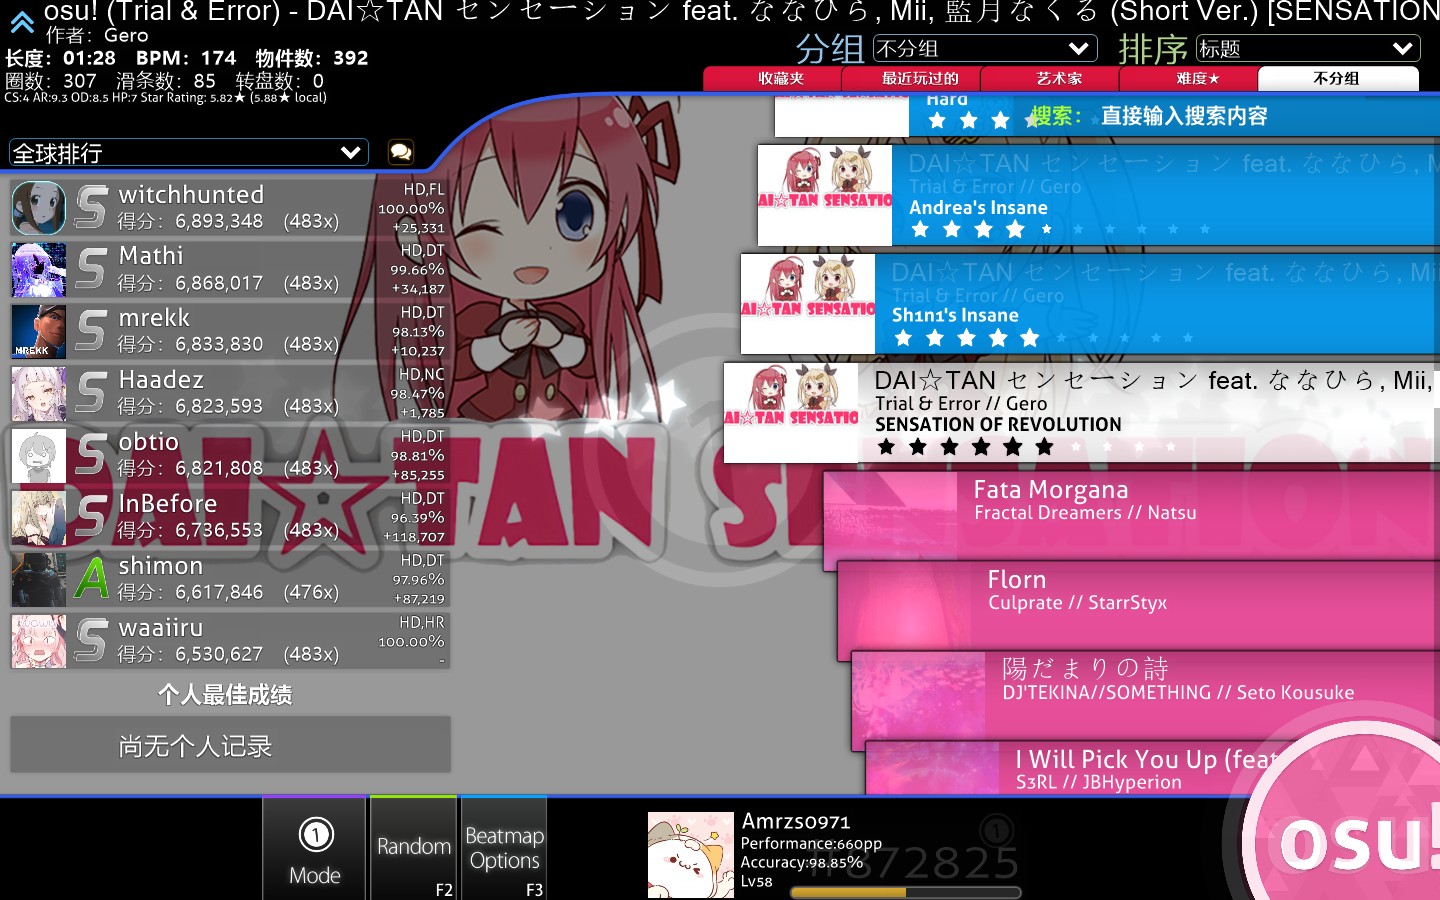 osu! (Trial & Error) - DAI☆TAN センセーション feat. ななひら, Mii, 藍月なくる (Short Ver.) [SENSATION
作者: Gero
长度: 01:28 BPM: 174 物件数: 392
圈数: 307 滑条数: 85 转盘数: 0
CS:4 AR:9.3 OD:8.5 HP:7 Star Rating: 5.82★ (5.88★ local)
分组 不分组 排序 标题
收藏夹 最近玩过的 艺术家 难度★ 不分组
搜索: 直接输入搜索内容
全球排行
witchhunted
得分: 6,893,348 (483x)
HD,FL
100.00%
+25,331
Mathi
得分: 6,868,017 (483x)
HD,DT
99.66%
+34,187
MREKK
mrekk
得分: 6,833,830 (483x)
HD,DT
98.13%
+10,237
Haadez
得分: 6,823,593 (483x)
HD,NC
98.47%
+1,785
obtio
得分: 6,821,808 (483x)
HD,DT
98.81%
+85,255
InBefore
得分: 6,736,553 (483x)
HD,DT
96.39%
+118,707
A
shimon
得分: 6,617,846 (476x)
HD,DT
97.96%
+87,219
waaiiru
得分: 6,530,627 (483x)
HD,HR
100.00%
-
个人最佳成绩
尚无个人记录
DAI☆TAN SENSATION
Hard
DAI☆TAN センセーション feat. ななひら, M
Trial & Error // Gero
Andrea's Insane
AI☆TAN SENSATIO
DAI☆TAN センセーション feat. ななひら, Mii
Trial & Error // Gero
Sh1n1's Insane
AI☆TAN SENSATIO
DAI☆TAN センセーション feat. ななひら, Mii,
Trial & Error // Gero
SENSATION OF REVOLUTION
AI☆TAN SENSATIO
Fata Morgana
Fractal Dreamers // Natsu
Florn
Culprate // StarrStyx
陽だまりの詩
DJ'TEKINA//SOMETHING // Seto Kousuke
I Will Pick You Up (feat
S3RL // JBHyperion
Mode
Random
F2
Beatmap
Options
F3
Amrzs0971
Performance:660pp
Accuracy:98.85%
Lv58
#872825
osu!